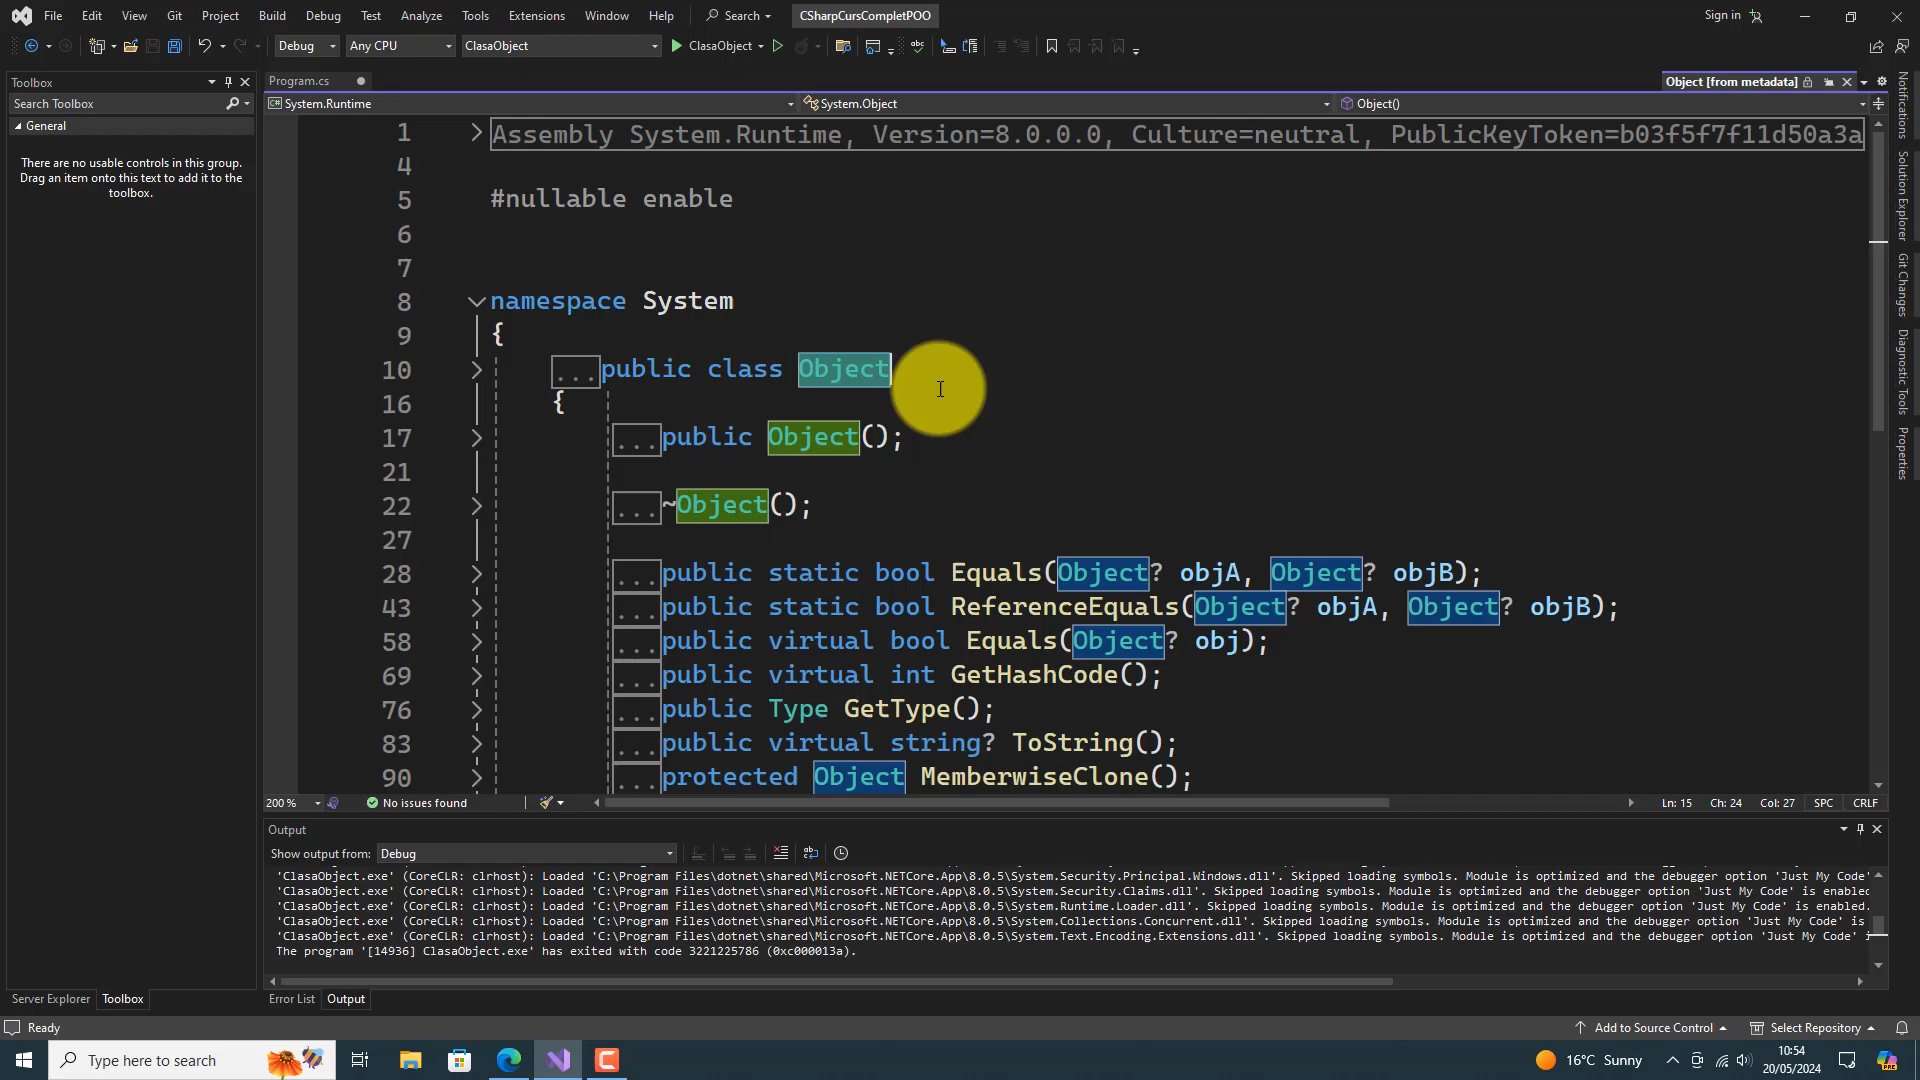 File Edit View Git Project Build Debug Test Analyze Tools Extensions Window Help Search CSharpCursCompletPOO Sign in
Debug Any CPU ClasaObject ClasaObject
Toolbox
Search Toolbox
General
There are no usable controls in this group.
Drag an item onto this text to add it to the
toolbox.
Program.cs Object [from metadata]
System.Runtime System.Object Object()
1 Assembly System.Runtime, Version=8.0.0.0, Culture=neutral, PublicKeyToken=b03f5f7f11d50a3a
4
5 #nullable enable
6
7
8 namespace System
9 {
10 ...public class Object
16 {
17 ...public Object();
21
22 ...~Object();
27
28 ...public static bool Equals(Object? objA, Object? objB);
43 ...public static bool ReferenceEquals(Object? objA, Object? objB);
58 ...public virtual bool Equals(Object? obj);
69 ...public virtual int GetHashCode();
76 ...public Type GetType();
83 ...public virtual string? ToString();
90 ...protected Object MemberwiseClone();
200 % No issues found Ln: 15 Ch: 24 Col: 27 SPC CRLF
Notifications
Solution Explorer
Git Changes
Diagnostic Tools
Properties
Output
Show output from: Debug
'ClasaObject.exe' (CoreCLR: clrhost): Loaded 'C:\Program Files\dotnet\shared\Microsoft.NETCore.App\8.0.5\System.Security.Principal.Windows.dll'. Skipped loading symbols. Module is optimized and the debugger option 'Just My Code'
'ClasaObject.exe' (CoreCLR: clrhost): Loaded 'C:\Program Files\dotnet\shared\Microsoft.NETCore.App\8.0.5\System.Security.Claims.dll'. Skipped loading symbols. Module is optimized and the debugger option 'Just My Code' is enable
'ClasaObject.exe' (CoreCLR: clrhost): Loaded 'C:\Program Files\dotnet\shared\Microsoft.NETCore.App\8.0.5\System.Runtime.Loader.dll'. Skipped loading symbols. Module is optimized and the debugger option 'Just My Code' is enabled.
'ClasaObject.exe' (CoreCLR: clrhost): Loaded 'C:\Program Files\dotnet\shared\Microsoft.NETCore.App\8.0.5\System.Collections.Concurrent.dll'. Skipped loading symbols. Module is optimized and the debugger option 'Just My Code' is
'ClasaObject.exe' (CoreCLR: clrhost): Loaded 'C:\Program Files\dotnet\shared\Microsoft.NETCore.App\8.0.5\System.Text.Encoding.Extensions.dll'. Skipped loading symbols. Module is optimized and the debugger option 'Just My Code'
The program '[14936] ClasaObject.exe' has exited with code 3221225786 (0xc000013a).
Server Explorer Toolbox Error List Output
Ready Add to Source Control Select Repository
Type here to search 16°C Sunny 10:54
20/05/2024